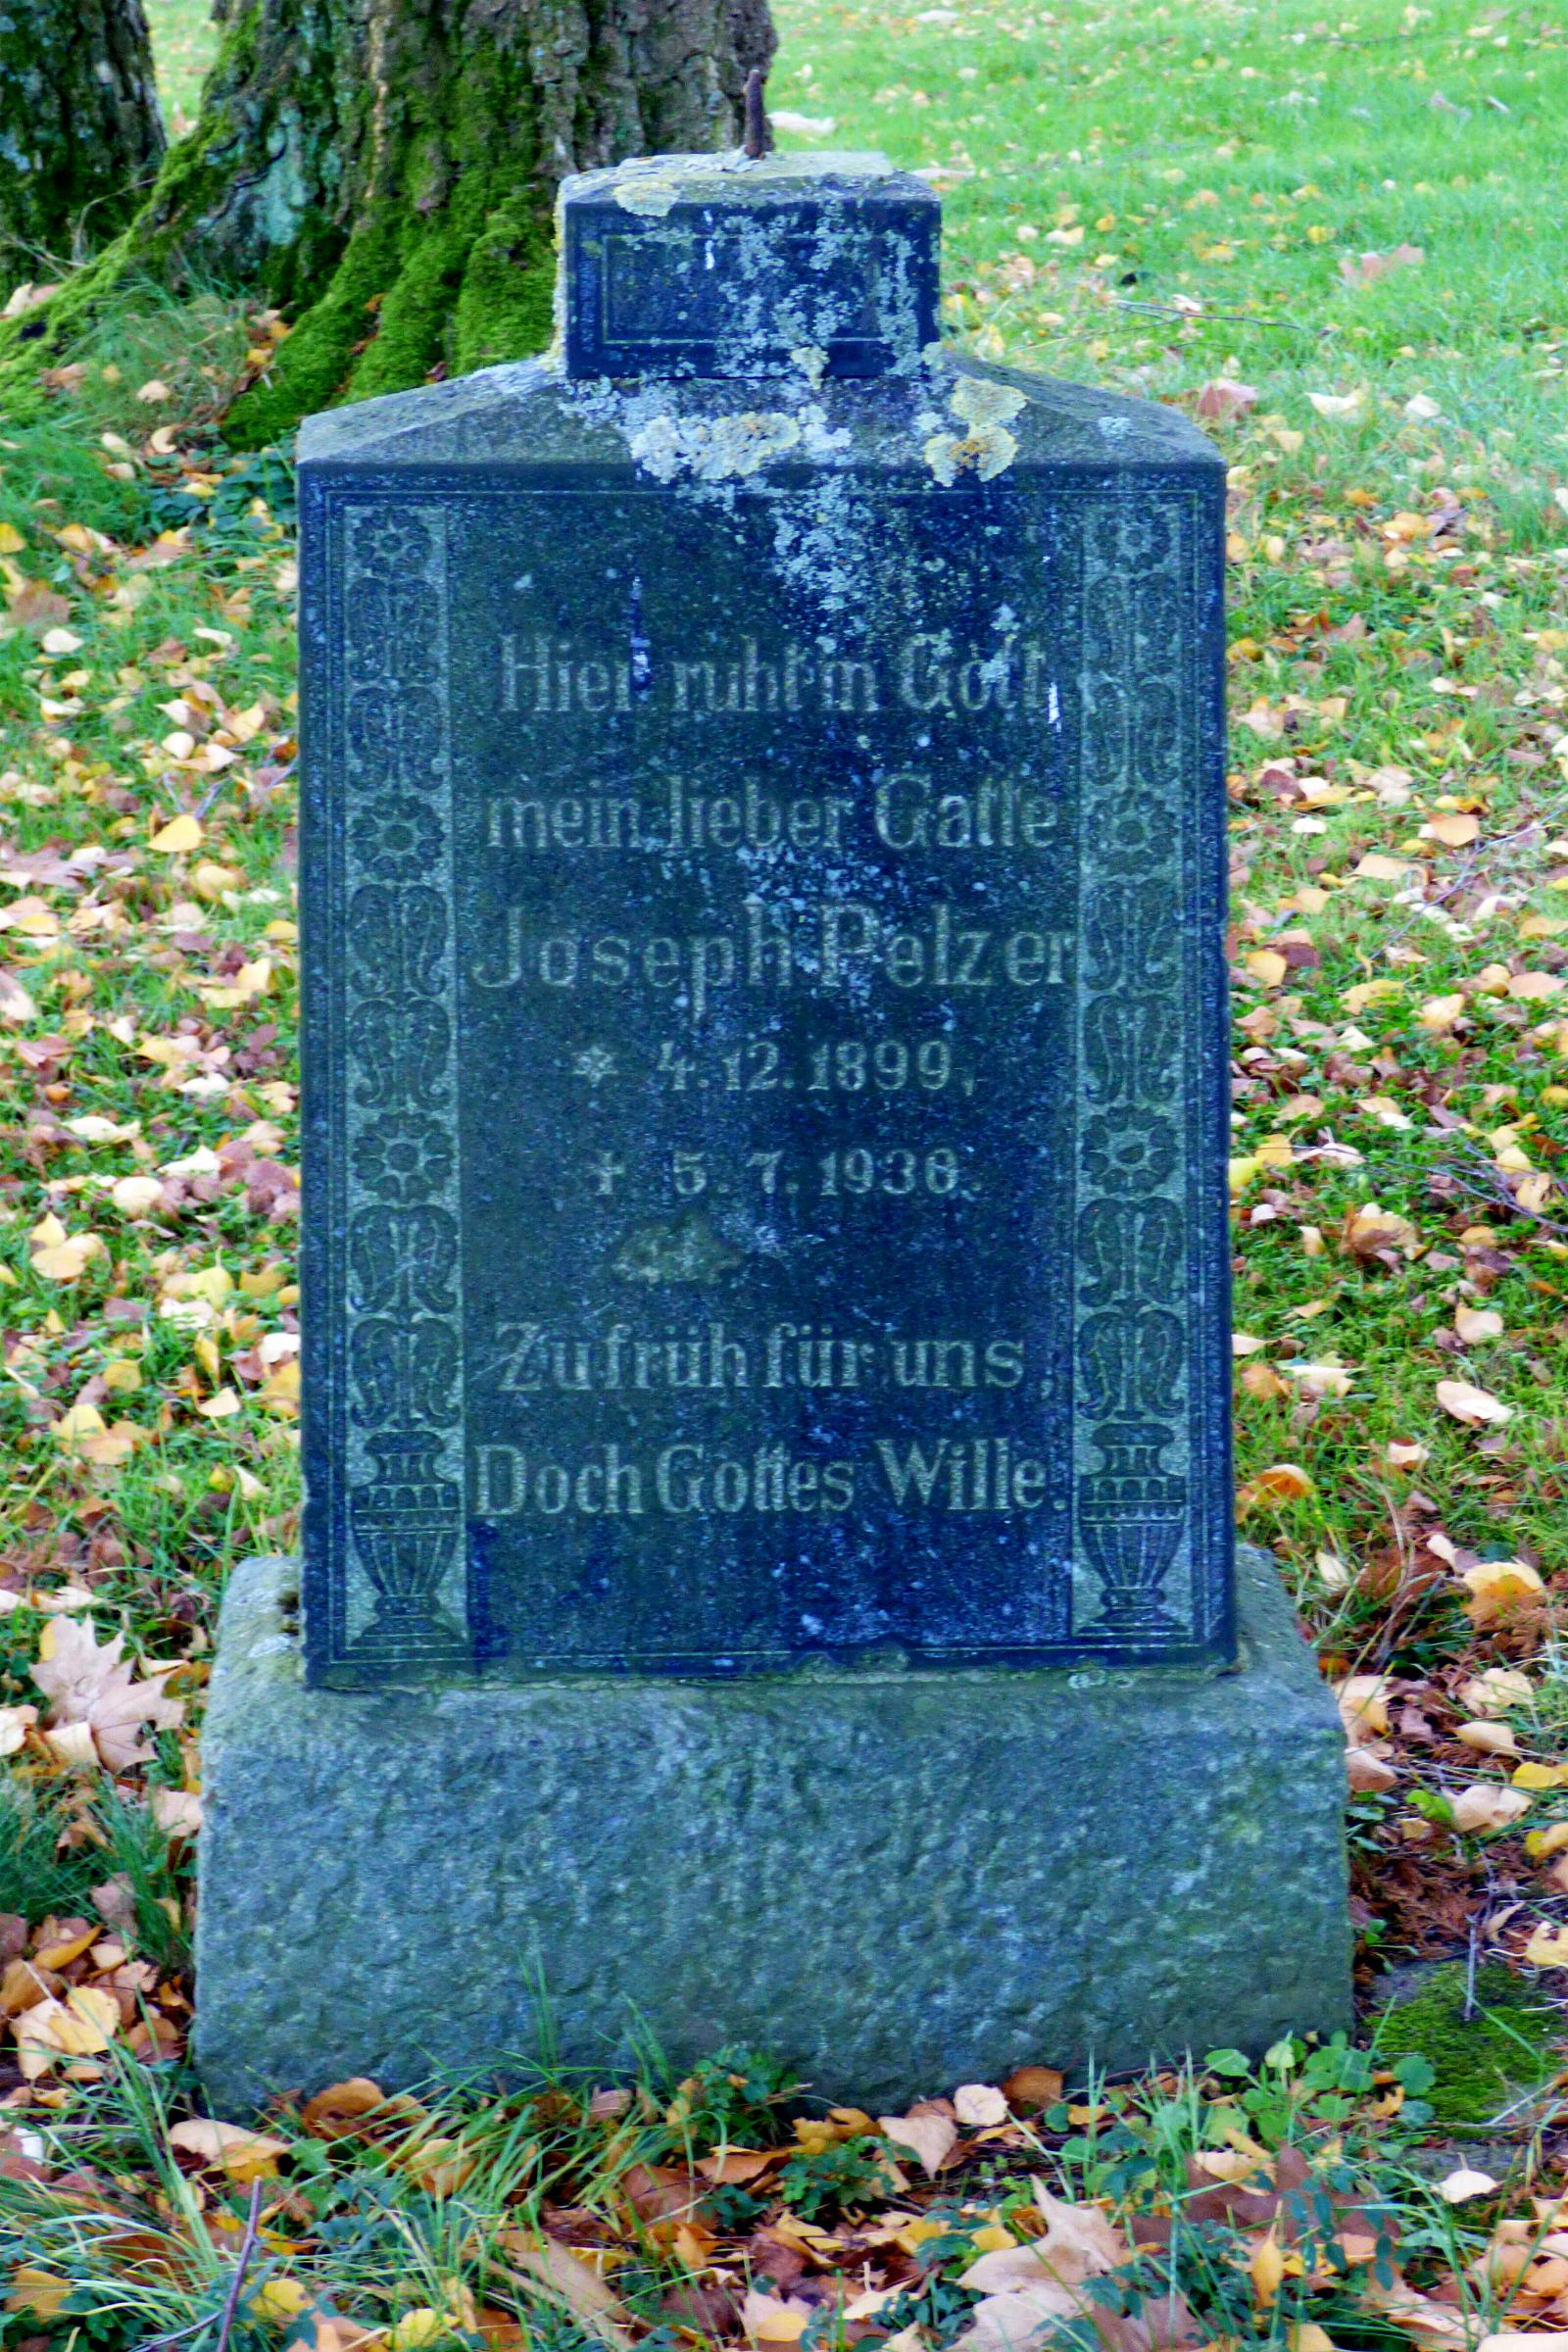 Hier ruht in Gott
mein lieber Gatte
Joseph Pelzer
* 4.12.1899,
† 5.7.1936.
Zu früh für uns,
Doch Gottes Wille.